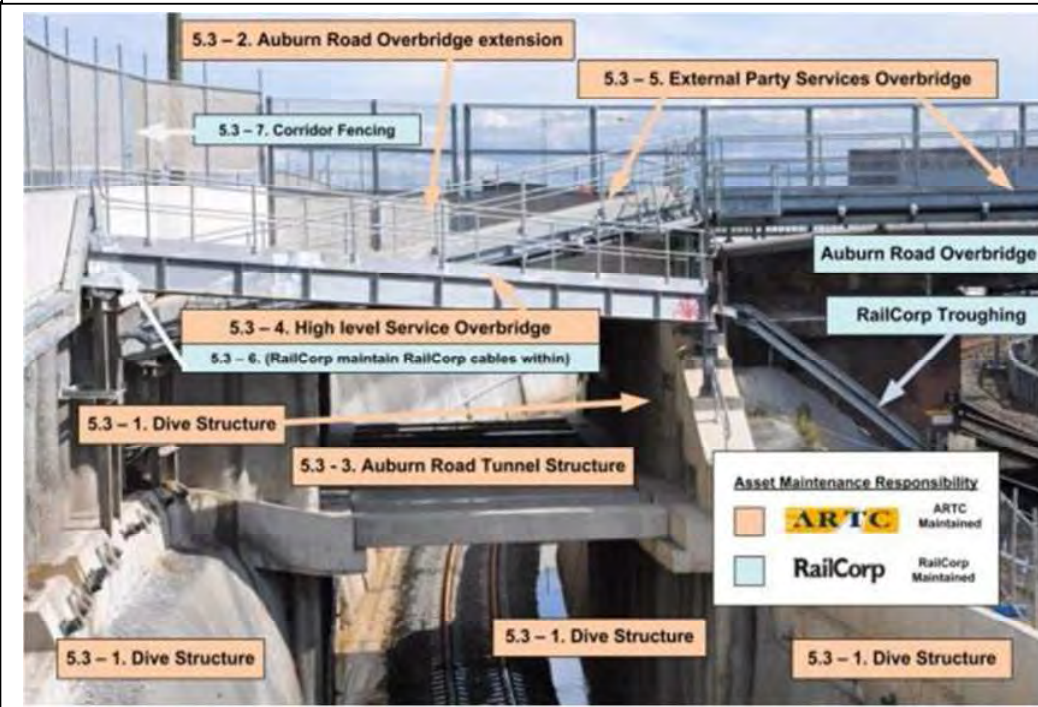 5.3 – 2. Auburn Road Overbridge extension
5.3 – 5. External Party Services Overbridge
5.3 – 7. Corridor Fencing
Auburn Road Overbridge
RailCorp Troughing
5.3 – 4. High level Service Overbridge
5.3 – 6. (RailCorp maintain RailCorp cables within)
5.3 – 1. Dive Structure
5.3 - 3. Auburn Road Tunnel Structure
Asset Maintenance Responsibility
ARTC
ARTC
Maintained
RailCorp
RailCorp
Maintained
5.3 – 1. Dive Structure
5.3 – 1. Dive Structure
5.3 – 1. Dive Structure